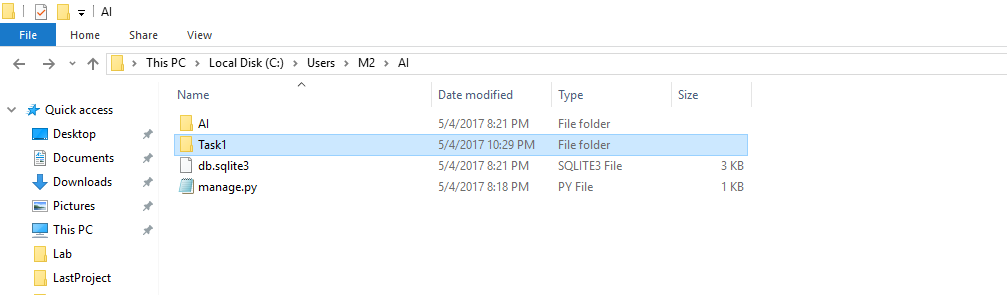 AI
File Home Share View
This PC Local Disk (C:) Users M2 AI
Name Date modified Type Size
Quick access
Desktop
Documents
Downloads
Pictures
This PC
Lab
LastProject
AI 5/4/2017 8:21 PM File folder
Task1 5/4/2017 10:29 PM File folder
db.sqlite3 5/4/2017 8:21 PM SQLITE3 File 3 KB
manage.py 5/4/2017 8:18 PM PY File 1 KB